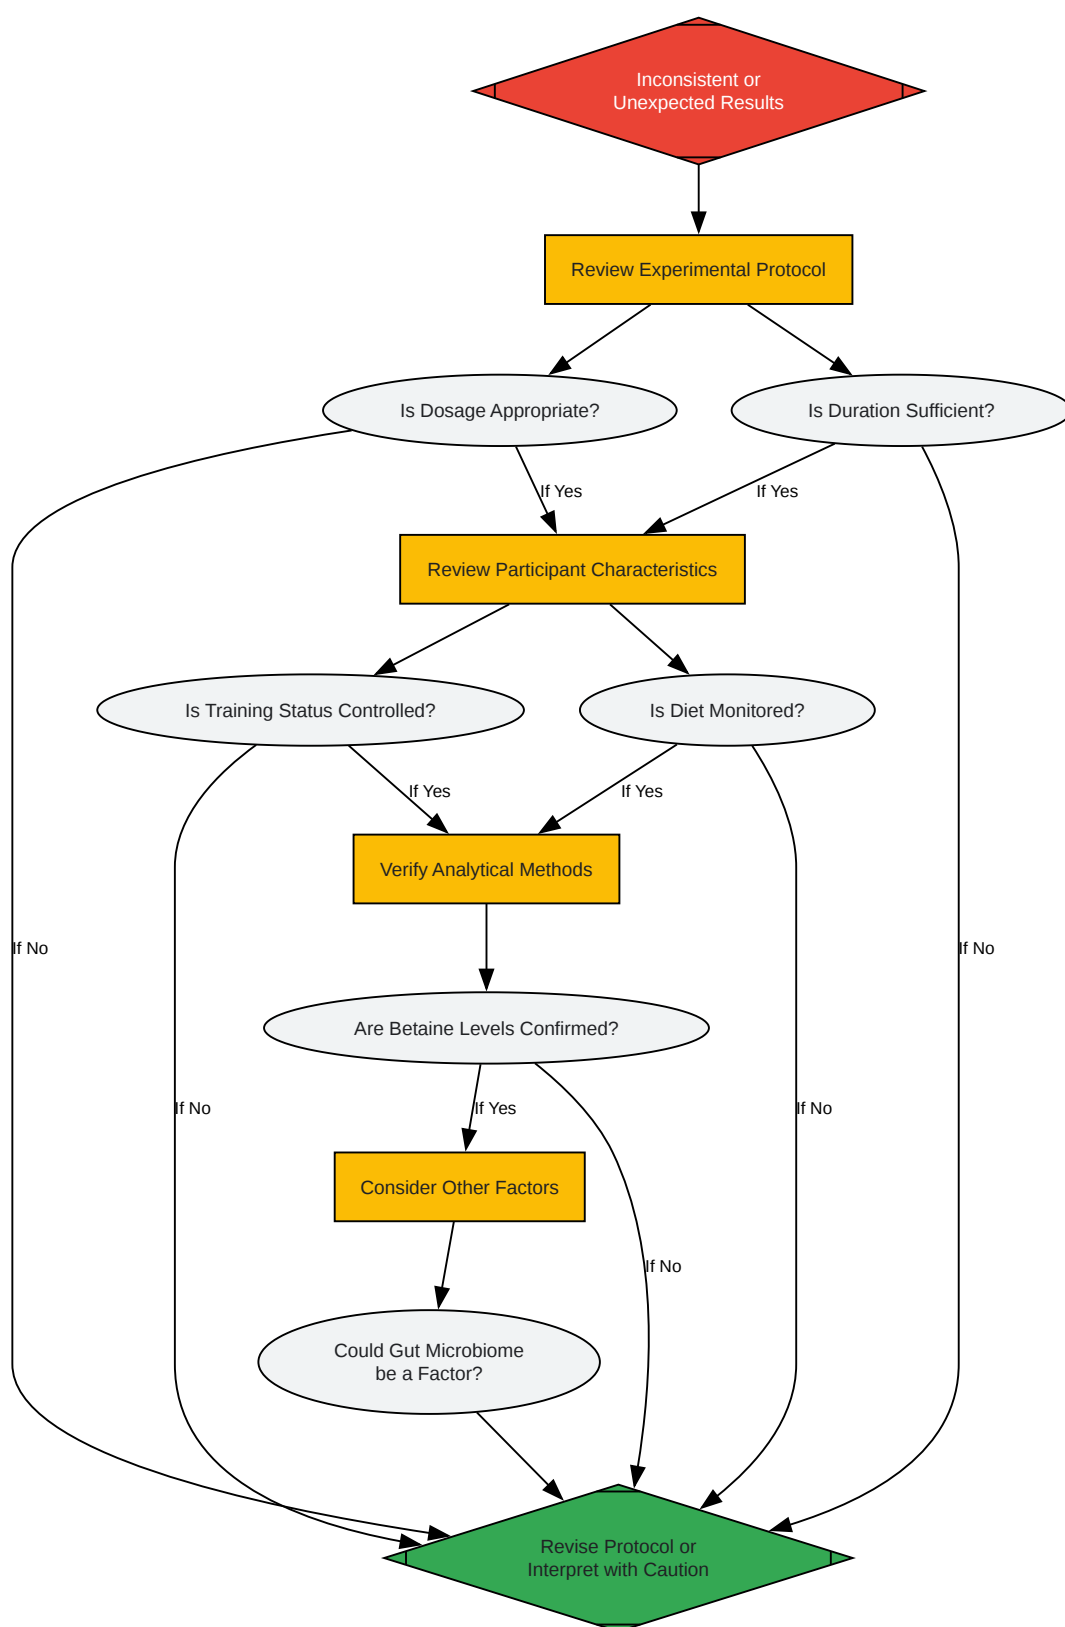 Inconsistent or
Unexpected Results
Review Experimental Protocol
Is Dosage Appropriate?
Is Duration Sufficient?
If Yes
If Yes
Review Participant Characteristics
Is Training Status Controlled?
Is Diet Monitored?
If Yes
If Yes
Verify Analytical Methods
If No
If No
Are Betaine Levels Confirmed?
If No
If Yes
If No
Consider Other Factors
If No
Could Gut Microbiome
be a Factor?
Revise Protocol or
Interpret with Caution